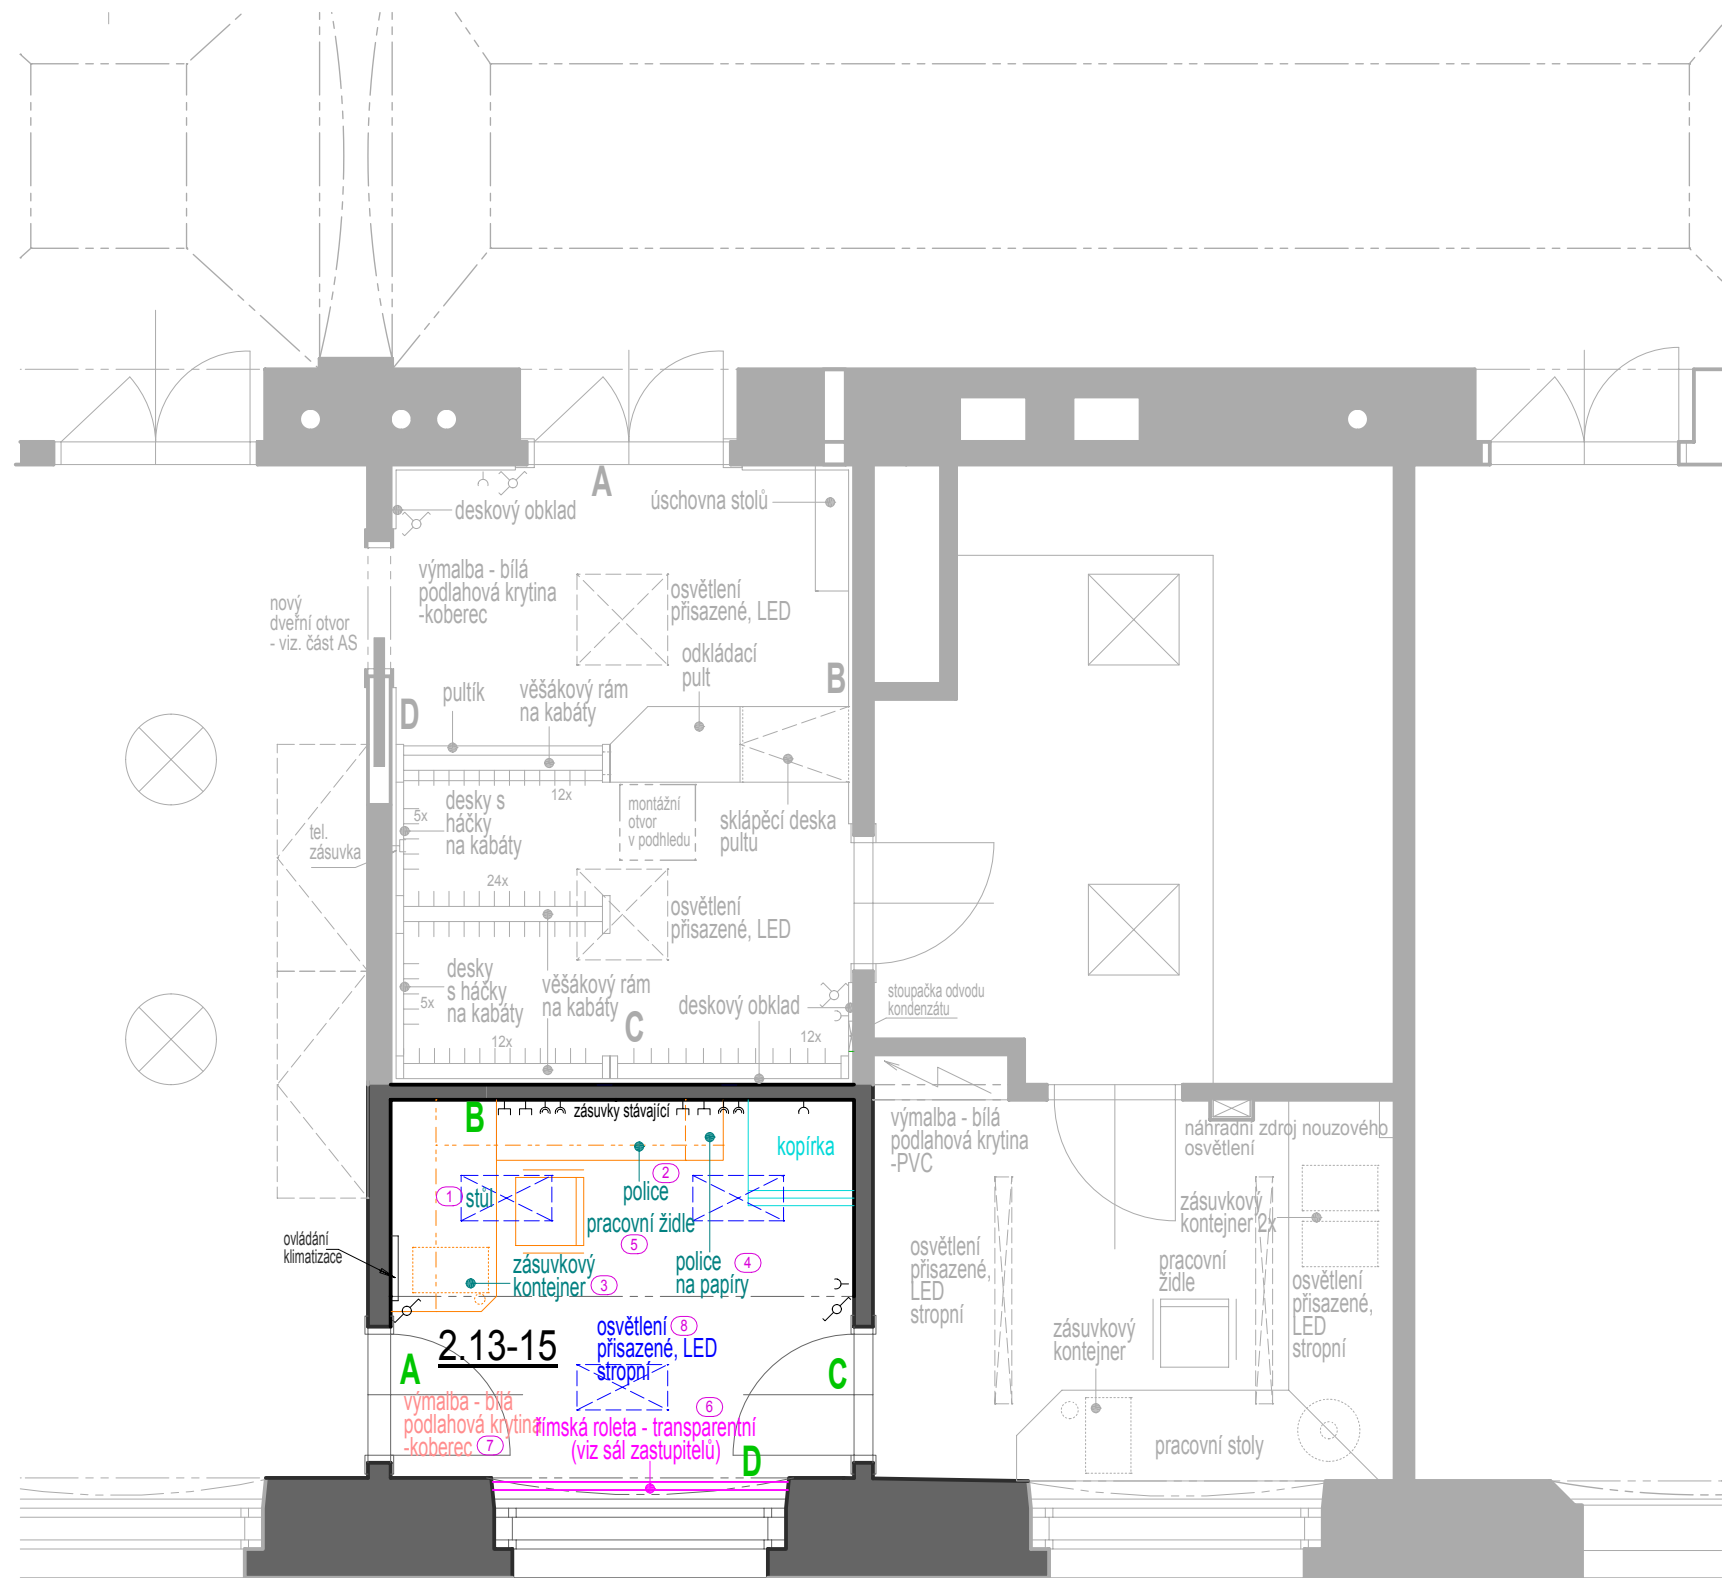 A
deskový obklad
úschovna stolů
výmalba - bílá
podlahová krytina
-koberec
osvětlení
přisazené, LED
nový
dveřní otvor
- viz. část AS
odkládací
pult
B
pultík
věšákový rám
na kabáty
D
12x
desky s
háčky
na kabáty
5x
montážní
otvor
v podhledu
sklápěcí deska
pultu
tel.
zásuvka
24x
osvětlení
přisazené, LED
desky
s háčky
na kabáty
5x
věšákový rám
na kabáty
deskový obklad
stoupačka odvodu
kondenzátu
C
12x
12x
B
zásuvky stávající
kopírka
výmalba - bílá
podlahová krytina
-PVC
náhradní zdroj nouzového
osvětlení
1
stůl
2
police
pracovní židle
5
zásuvkový
kontejner
3
police
na papíry
4
ovládání
klimatizace
zásuvkový
kontejner 2x
osvětlení
přisazené,
LED
stropní
pracovní
židle
osvětlení
přisazené,
LED
stropní
zásuvkový
kontejner
2.13-15
osvětlení
přisazené, LED
stropní
8
A
C
výmalba - bílá
podlahová krytina
-koberec
7
6
římská roleta - transparentní
(viz sál zastupitelů)
D
pracovní stoly